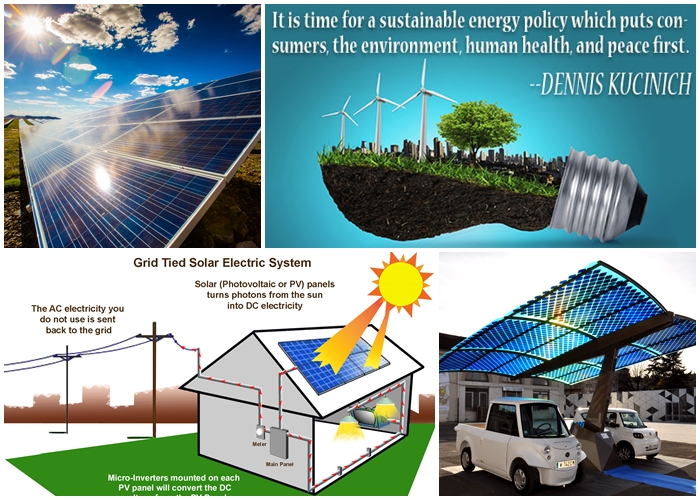 It is time for a sustainable energy policy which puts con-
sumers, the environment, human health, and peace first.
--DENNIS KUCINICH
Grid Tied Solar Electric System
Solar (Photovoltaic or PV) panels
turns photons from the sun
into DC electricity
The AC electricity you
do not use is sent
back to the grid
Meter
Main Panel
Micro-Inverters mounted on each
PV panel will convert the DC